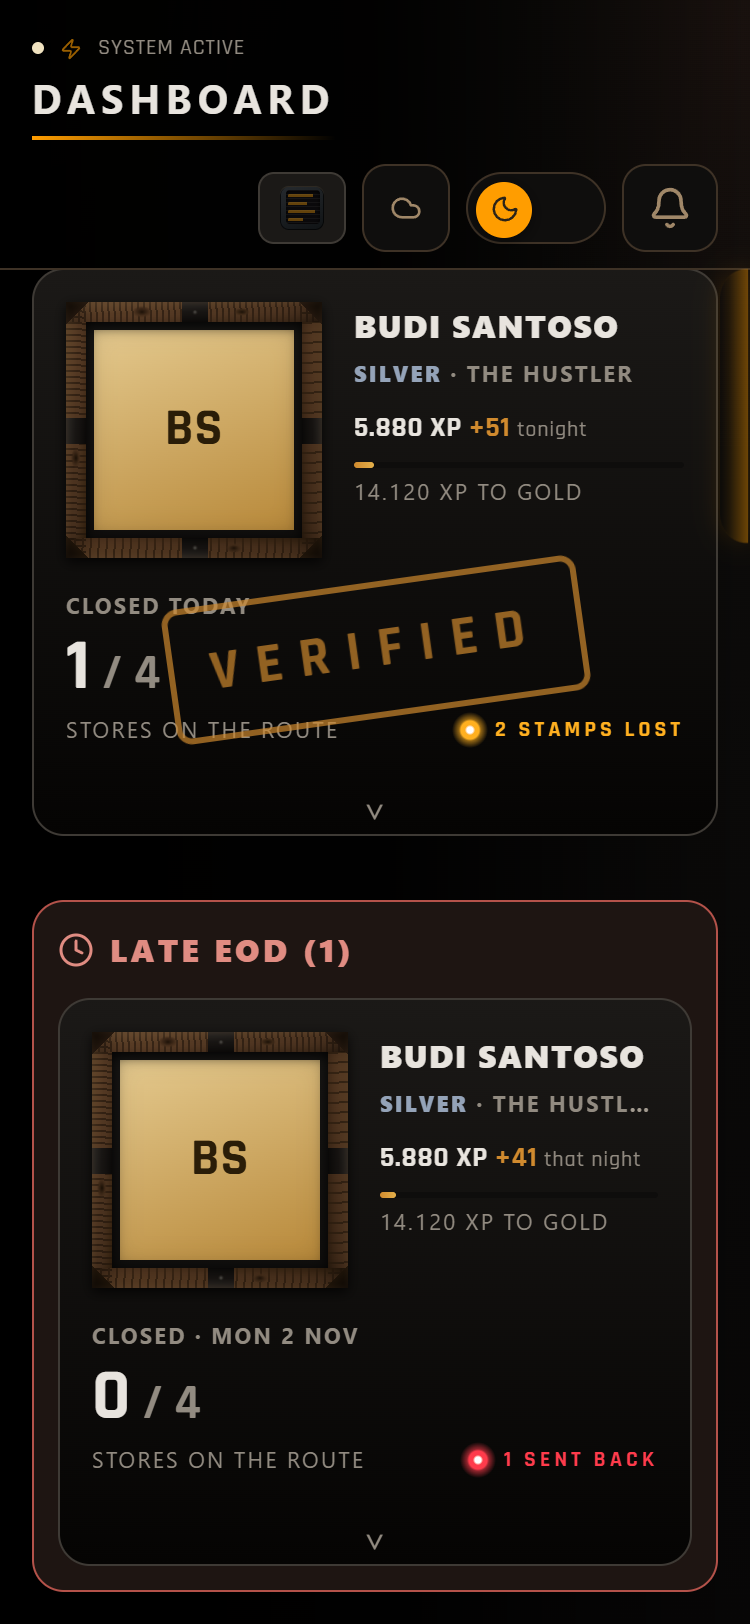 SYSTEM ACTIVE
DASHBOARD
BS
BUDI SANTOSO
SILVER · THE HUSTLER
5.880 XP +51 tonight
14.120 XP TO GOLD
CLOSED TODAY
1 / 4
VERIFIED
STORES ON THE ROUTE
2 STAMPS LOST
LATE EOD (1)
BS
BUDI SANTOSO
SILVER · THE HUSTL...
5.880 XP +41 that night
14.120 XP TO GOLD
CLOSED · MON 2 NOV
0 / 4
STORES ON THE ROUTE
1 SENT BACK